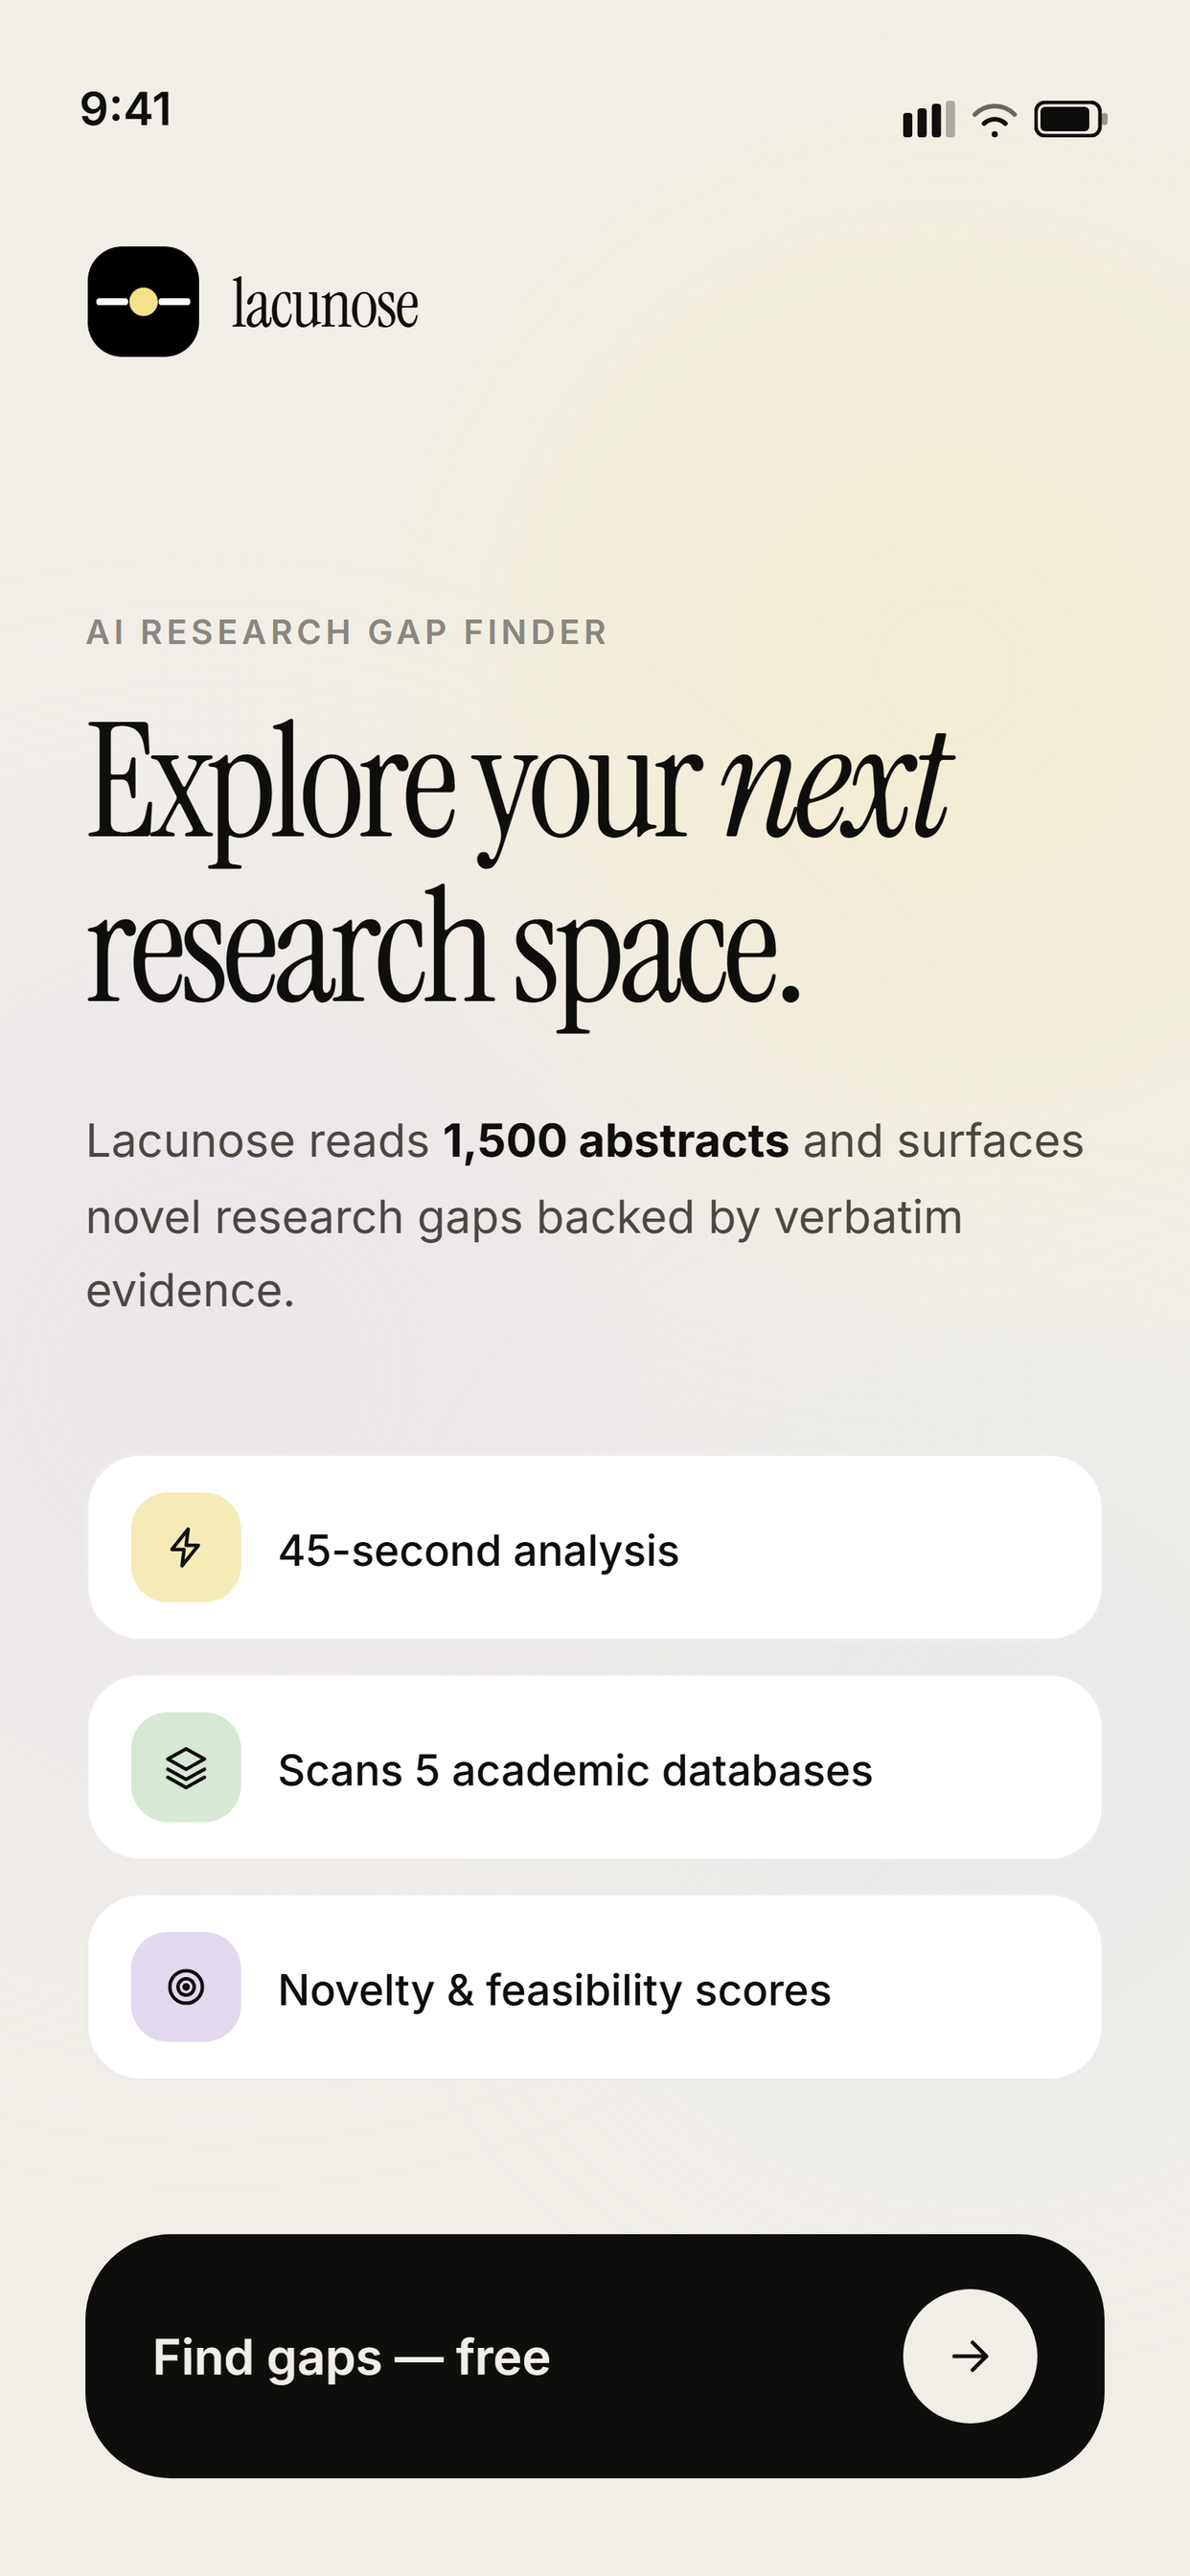 9:41
lacunose
AI RESEARCH GAP FINDER
Explore your next
research space.
Lacunose reads 1,500 abstracts and surfaces
novel research gaps backed by verbatim
evidence.
45-second analysis
Scans 5 academic databases
Novelty & feasibility scores
Find gaps — free